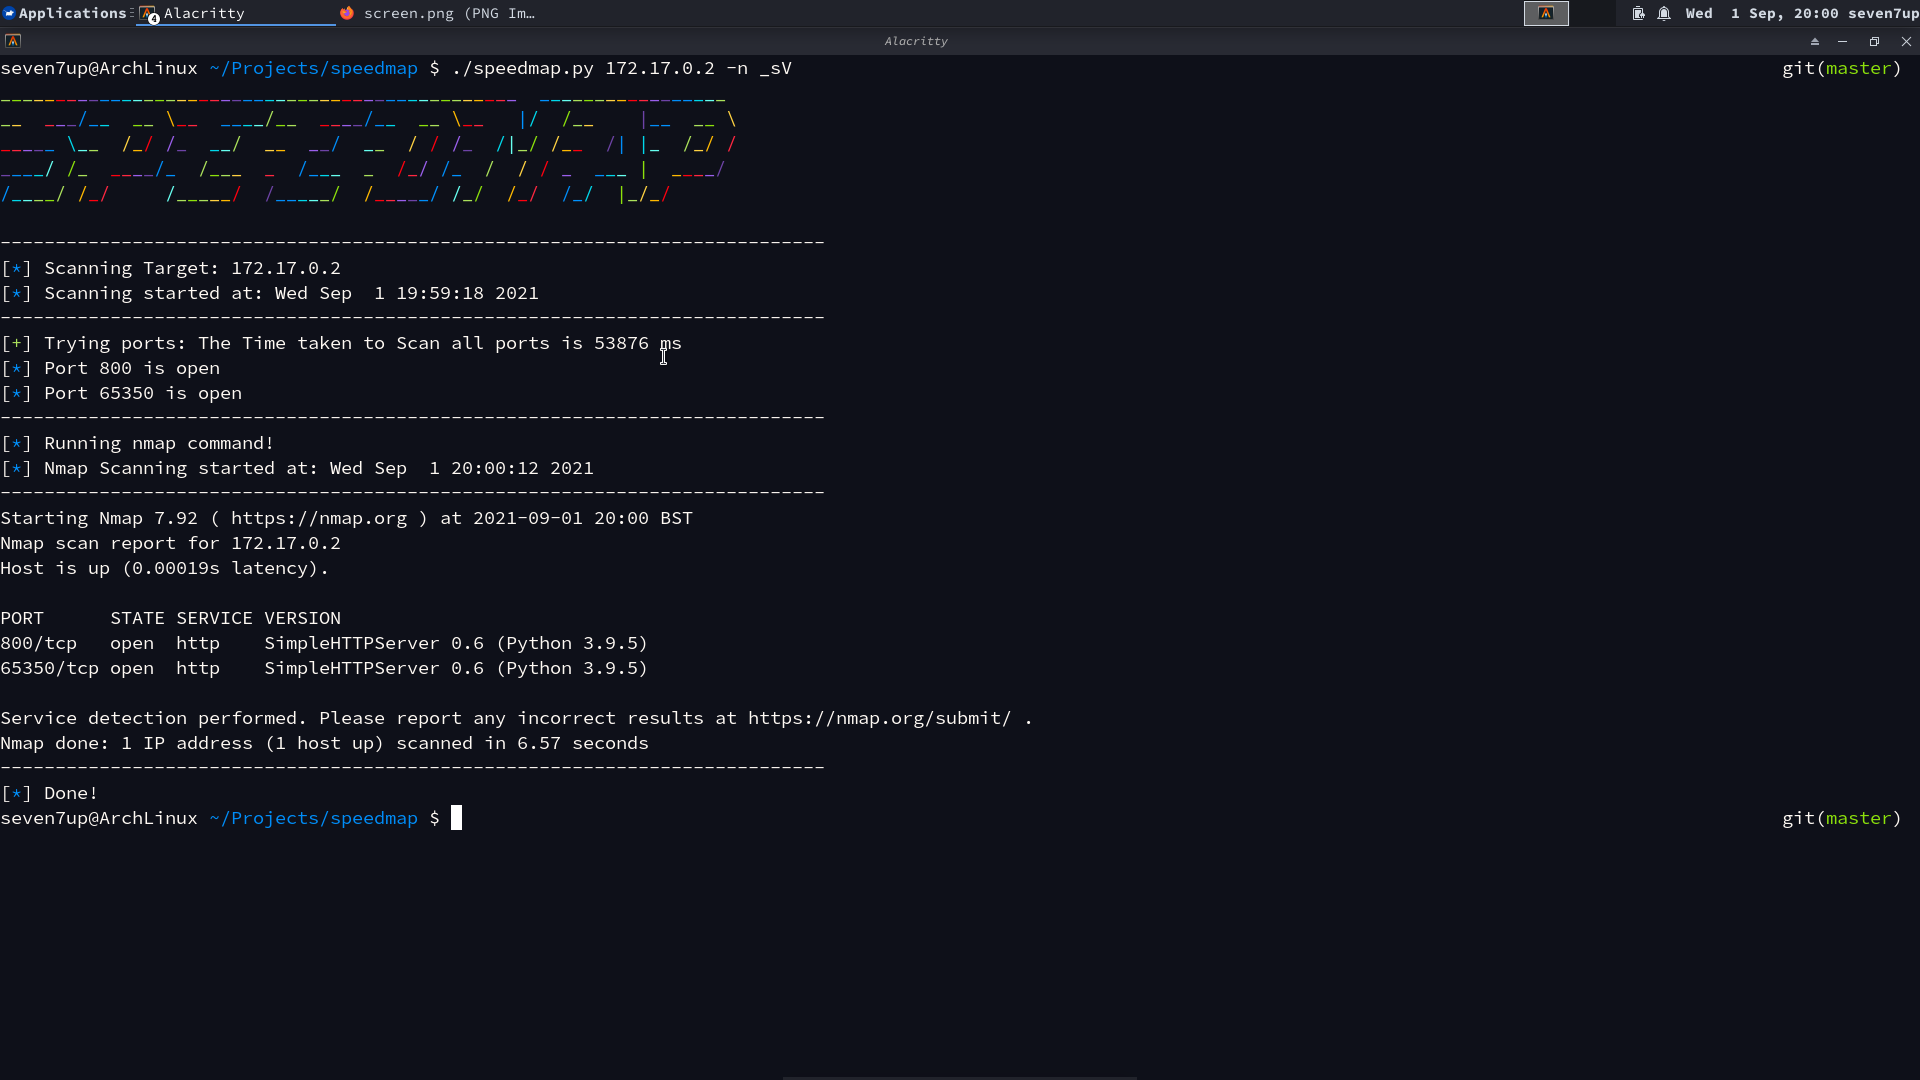 Applications Alacritty screen.png (PNG Im… Wed 1 Sep, 20:00 seven7up
Alacritty
seven7up@ArchLinux ~/Projects/speedmap $ ./speedmap.py 172.17.0.2 -n _sV git(master)
SPEEDMAP
---------------------------------------------------------------------------
[*] Scanning Target: 172.17.0.2
[*] Scanning started at: Wed Sep  1 19:59:18 2021
---------------------------------------------------------------------------
[+] Trying ports: The Time taken to Scan all ports is 53876 ms
[*] Port 800 is open
[*] Port 65350 is open
---------------------------------------------------------------------------
[*] Running nmap command!
[*] Nmap Scanning started at: Wed Sep  1 20:00:12 2021
---------------------------------------------------------------------------
Starting Nmap 7.92 ( https://nmap.org ) at 2021-09-01 20:00 BST
Nmap scan report for 172.17.0.2
Host is up (0.00019s latency).
PORT      STATE SERVICE VERSION
800/tcp   open  http    SimpleHTTPServer 0.6 (Python 3.9.5)
65350/tcp open  http    SimpleHTTPServer 0.6 (Python 3.9.5)
Service detection performed. Please report any incorrect results at https://nmap.org/submit/ .
Nmap done: 1 IP address (1 host up) scanned in 6.57 seconds
---------------------------------------------------------------------------
[*] Done!
seven7up@ArchLinux ~/Projects/speedmap $ git(master)